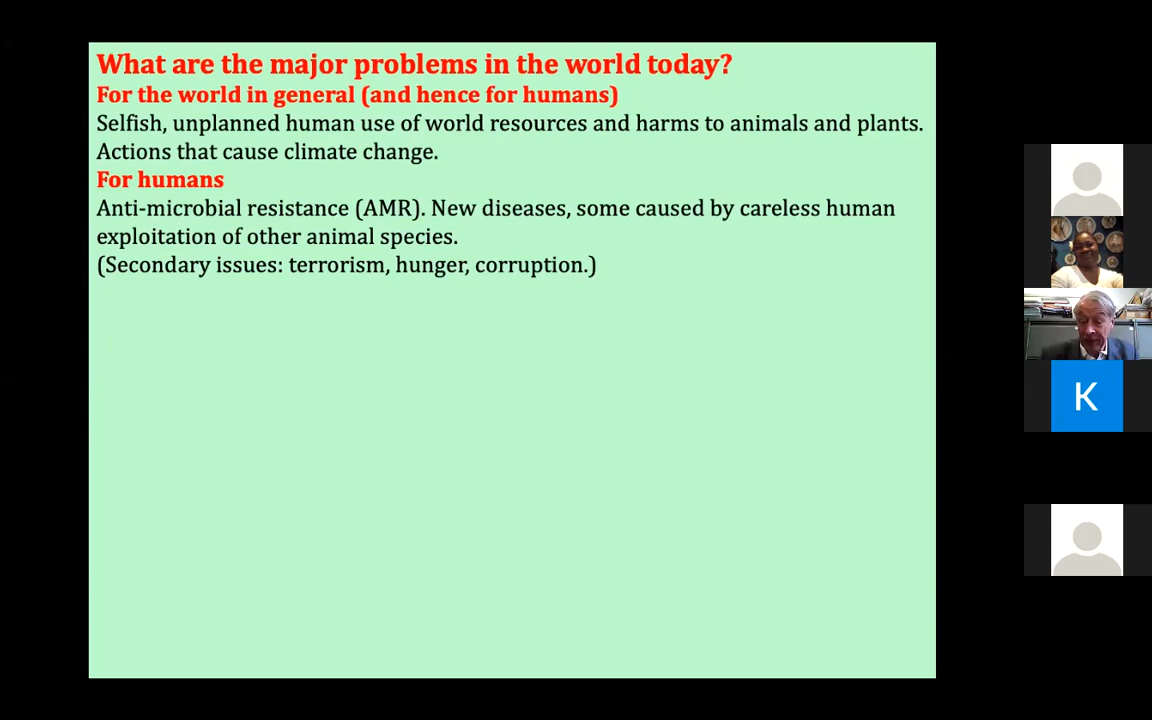 What are the major problems in the world today?
For the world in general (and hence for humans)
Selfish, unplanned human use of world resources and harms to animals and plants.
Actions that cause climate change.
For humans
Anti-microbial resistance (AMR). New diseases, some caused by careless human
exploitation of other animal species.
(Secondary issues: terrorism, hunger, corruption.)
K